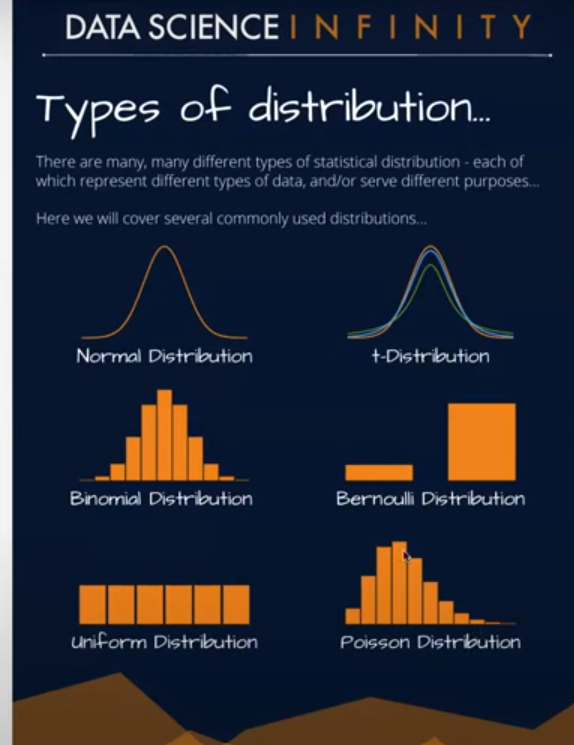 DATA SCIENCE INFINITY
Types of distribution...
There are many, many different types of statistical distribution - each of
which represent different types of data, and/or serve different purposes...
Here we will cover several commonly used distributions...
Normal Distribution
t-Distribution
Binomial Distribution
Bernoulli Distribution
Uniform Distribution
Poisson Distribution